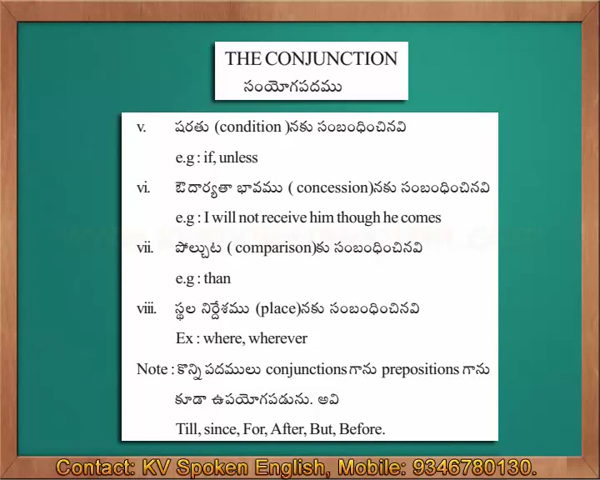 THE CONJUNCTION
సంయోగపదము
v. షరతు (condition )నకు సంబంధించినవి
e.g : if, unless
vi. ఔదార్యతా భావము ( concession)నకు సంబంధించినవి
e.g : I will not receive him though he comes
vii. పోల్చుట ( comparison)కు సంబంధించినవి
e.g : than
viii. స్థల నిర్దేశము (place)నకు సంబంధించినవి
Ex : where, wherever
Note : కొన్ని పదములు conjunctionsగాను prepositions గాను
కూడా ఉపయోగపడును. అవి
Till, since, For, After, But, Before.
Contact: KV Spoken English, Mobile: 9346780130.